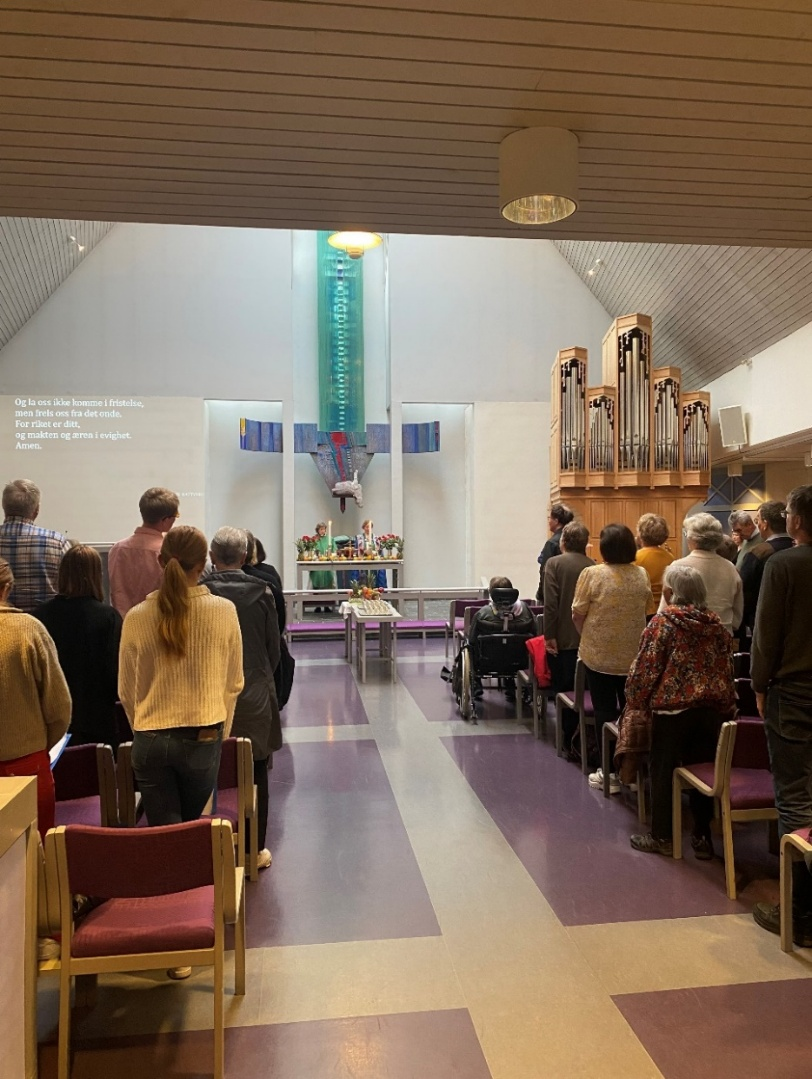 Og la oss ikke komme i fristelse,
men frels oss fra det onde.
For riket er ditt,
og makten og æren i evighet.
Amen.